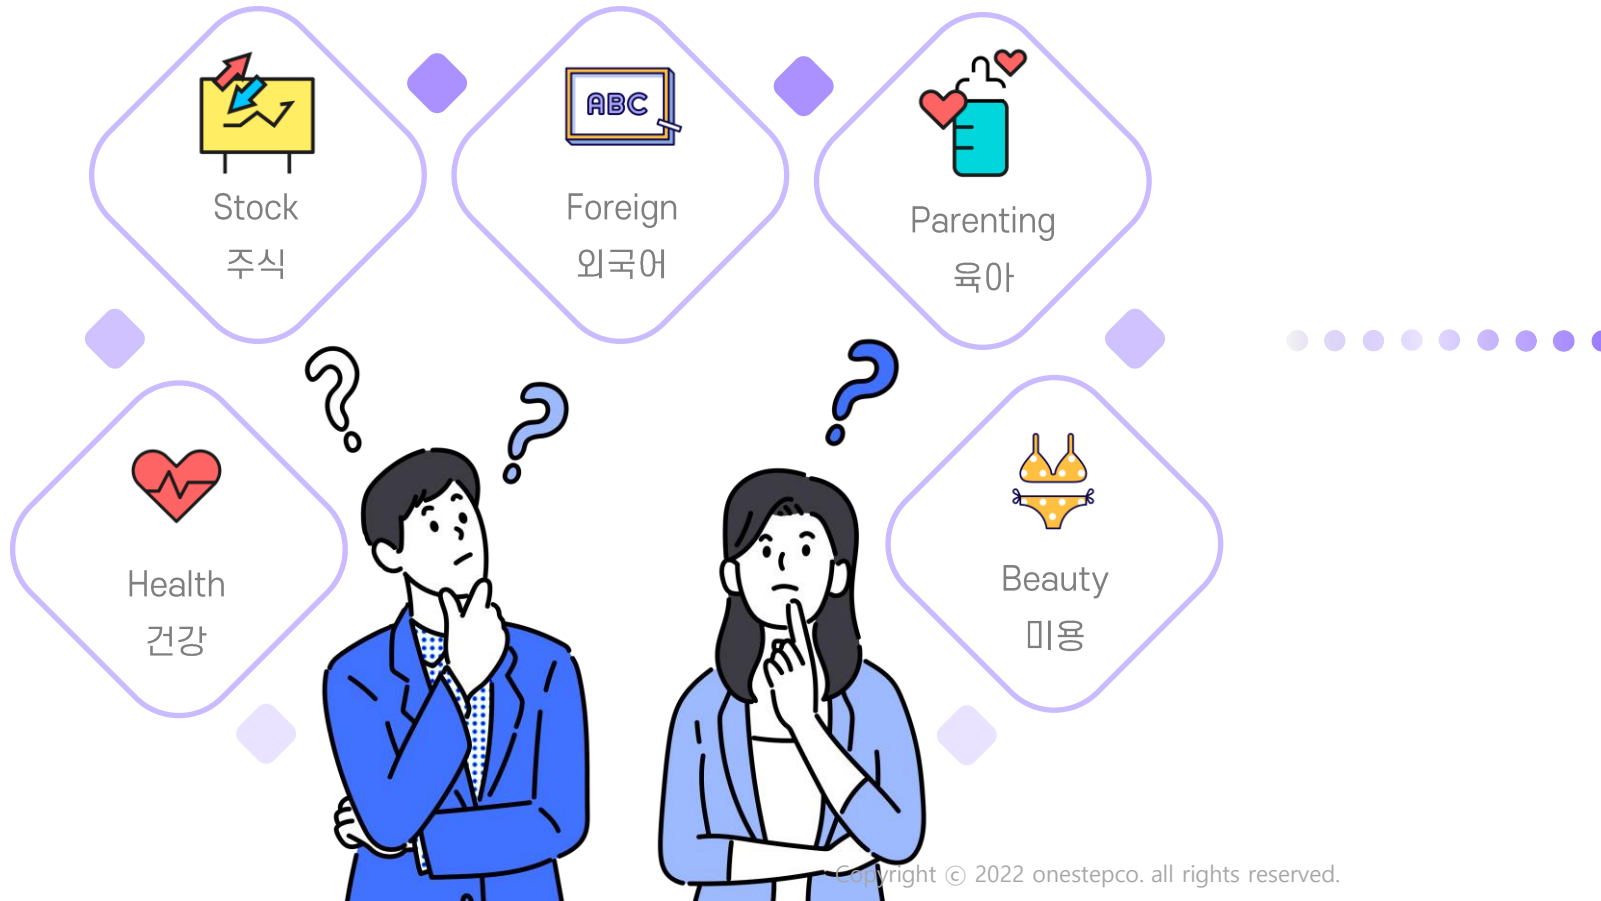 ABC
Stock
주식
Foreign
외국어
Parenting
육아
Health
건강
Beauty
미용
Copyright ⓒ 2022 onestepco. all rights reserved.